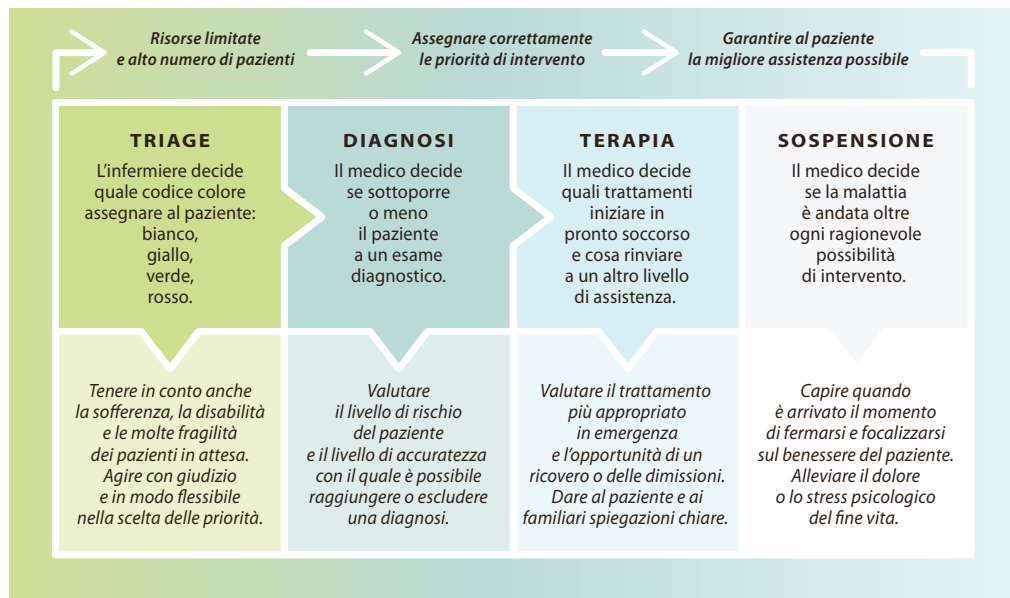 Risorse limitate
e alto numero di pazienti
Assegnare correttamente
le priorità di intervento
Garantire al paziente
la migliore assistenza possibile
TRIAGE
L’infermiere decide
quale codice colore
assegnare al paziente:
bianco,
giallo,
verde,
rosso.
DIAGNOSI
Il medico decide
se sottoporre
o meno
il paziente
a un esame
diagnostico.
TERAPIA
Il medico decide
quali trattamenti
iniziare in
pronto soccorso
e cosa rinviare
a un altro livello
di assistenza.
SOSPENSIONE
Il medico decide
se la malattia
è andata oltre
ogni ragionevole
possibilità
di intervento.
Tenere in conto anche
la sofferenza, la disabilità
e le molte fragilità
dei pazienti in attesa.
Agire con giudizio
e in modo flessibile
nella scelta delle priorità.
Valutare
il livello di rischio
del paziente
e il livello di accuratezza
con il quale è possibile
raggiungere o escludere
una diagnosi.
Valutare il trattamento
più appropriato
in emergenza
e l’opportunità di un
ricovero o delle dimissioni.
Dare al paziente e ai
familiari spiegazioni chiare.
Capire quando
è arrivato il momento
di fermarsi e focalizzarsi
sul benessere del paziente.
Alleviare il dolore
o lo stress psicologico
del fine vita.